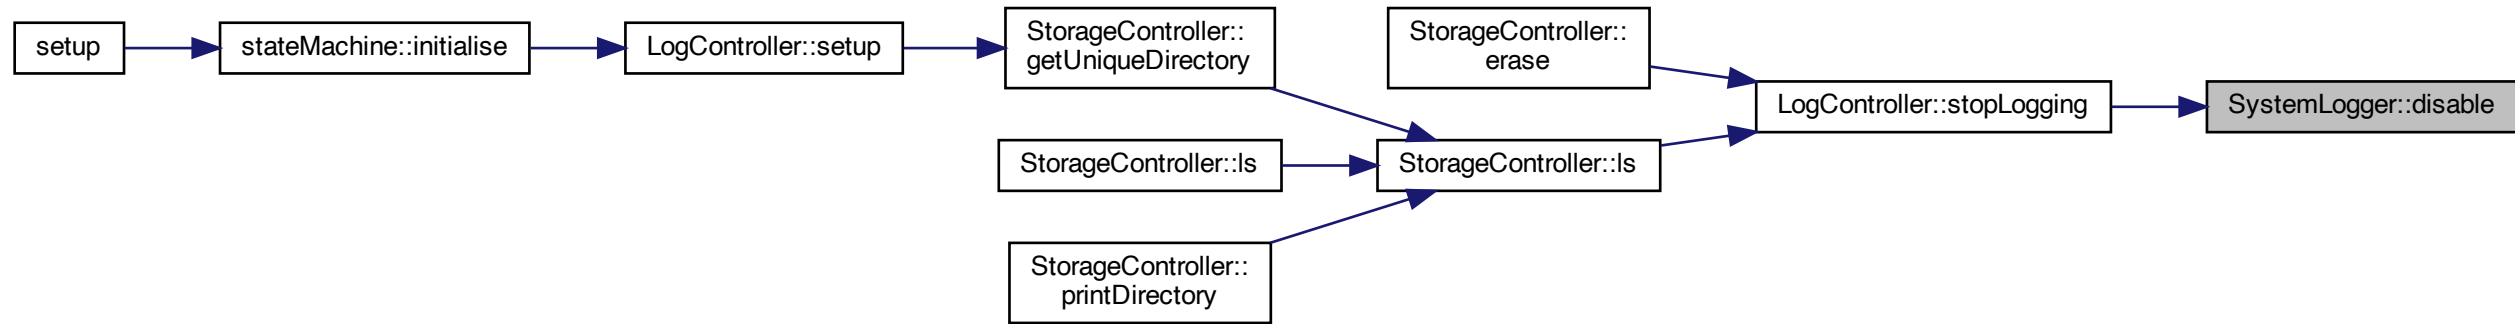 setup
stateMachine::initialise
LogController::setup
StorageController::
getUniqueDirectory
StorageController::
erase
LogController::stopLogging
SystemLogger::disable
StorageController::ls
StorageController::ls
StorageController::
printDirectory